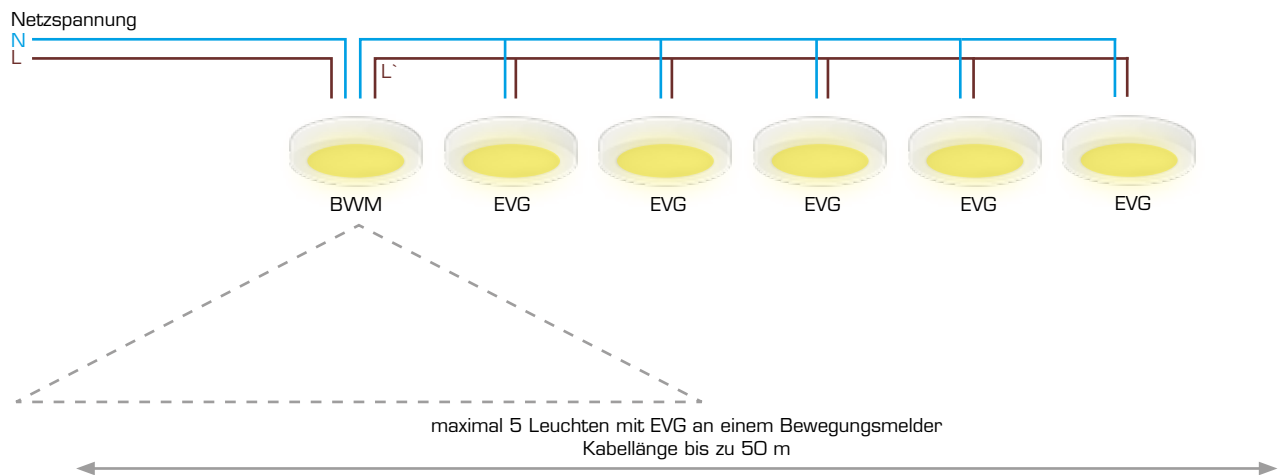 Netzspannung
N
L
L`
BWM EVG EVG EVG EVG EVG
maximal 5 Leuchten mit EVG an einem Bewegungsmelder
Kabellänge bis zu 50 m